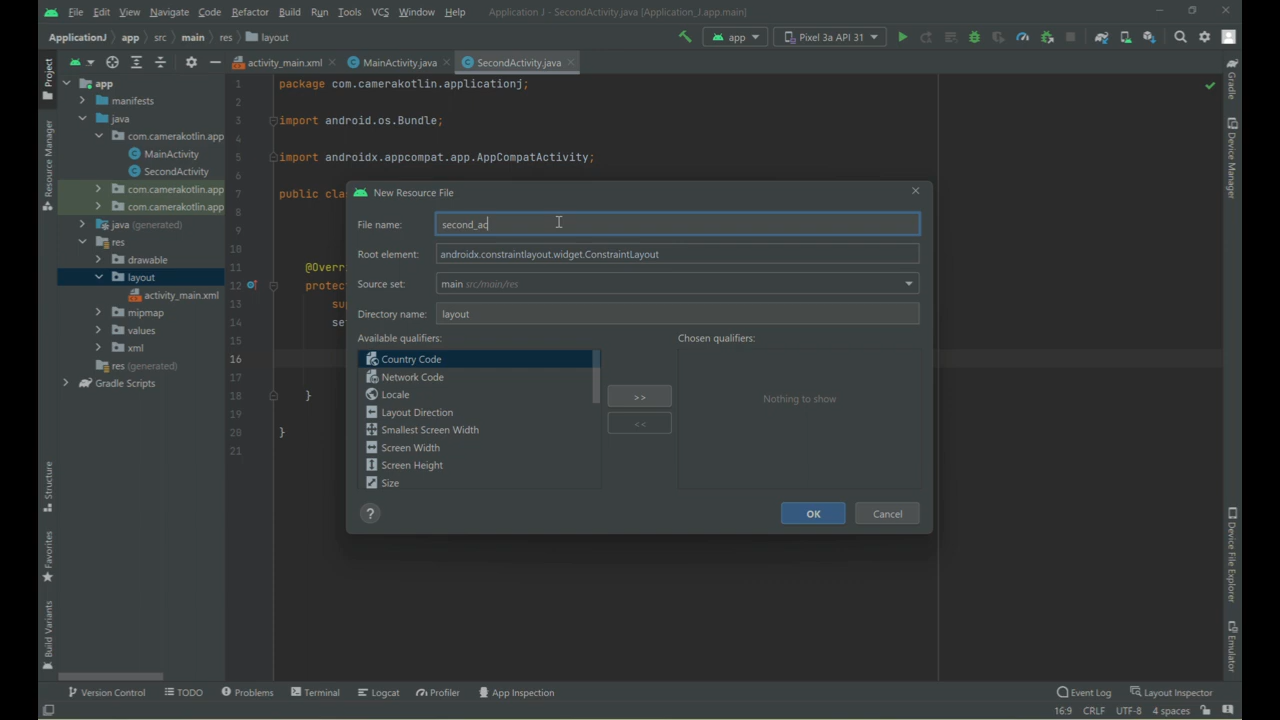 File Edit View Navigate Code Refactor Build Run Tools VCS Window Help Application J - SecondActivity.java [Application_J.app.main]
ApplicationJ app src main res layout app Pixel 3a API 31
Project
Resource Manager
Structure
Favorites
Build Variants
app
manifests
java
com.camerakotlin.app
MainActivity
SecondActivity
com.camerakotlin.app
com.camerakotlin.app
java (generated)
res
drawable
layout
activity_main.xml
mipmap
values
xml
res (generated)
Gradle Scripts
activity_main.xml MainActivity.java SecondActivity.java
1 package com.camerakotlin.applicationj;
2
3 import android.os.Bundle;
4
5 import androidx.appcompat.app.AppCompatActivity;
6
7 public clas
8
9
10
11 @Overr
12 protec
13 su
14 se
15
16
17
18 }
19
20 }
21
New Resource File
File name: second_ac
Root element: androidx.constraintlayout.widget.ConstraintLayout
Source set: main src/main/res
Directory name: layout
Available qualifiers: Chosen qualifiers:
Country Code
Network Code
Locale
Layout Direction
Smallest Screen Width
Screen Width
Screen Height
Size
>>
<<
Nothing to show
?
OK Cancel
Gradle
Device Manager
Device File Explorer
Emulator
Version Control TODO Problems Terminal Logcat Profiler App Inspection Event Log Layout Inspector
16:9 CRLF UTF-8 4 spaces